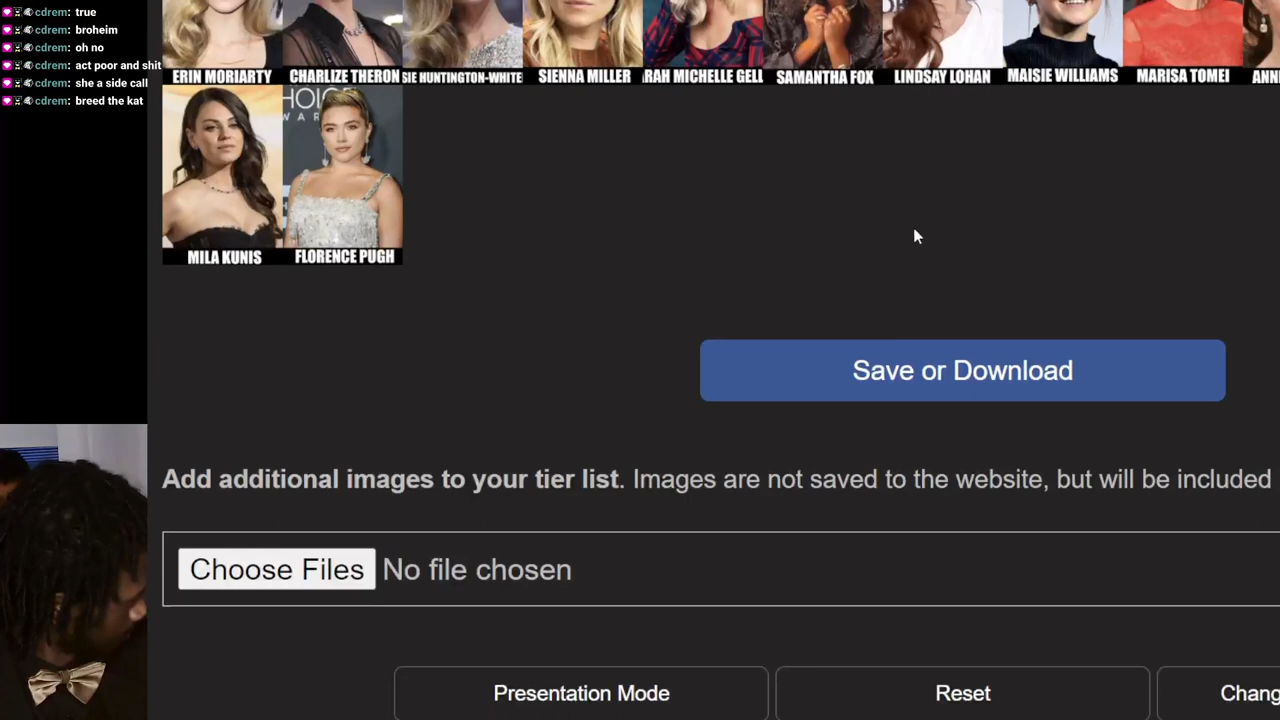 cdrem: true
cdrem: broheim
cdrem: oh no
cdrem: act poor and shit
cdrem: she a side call
cdrem: breed the kat
ERIN MORIARTY CHARLIZE THERON SIE HUNTINGTON-WHITE SIENNA MILLER RAH MICHELLE GELL SAMANTHA FOX LINDSAY LOHAN MAISIE WILLIAMS MARISA TOMEI ANN
HOICE
WAR
MILA KUNIS FLORENCE PUGH
Save or Download
Add additional images to your tier list. Images are not saved to the website, but will be included
Choose Files No file chosen
Presentation Mode Reset Chang